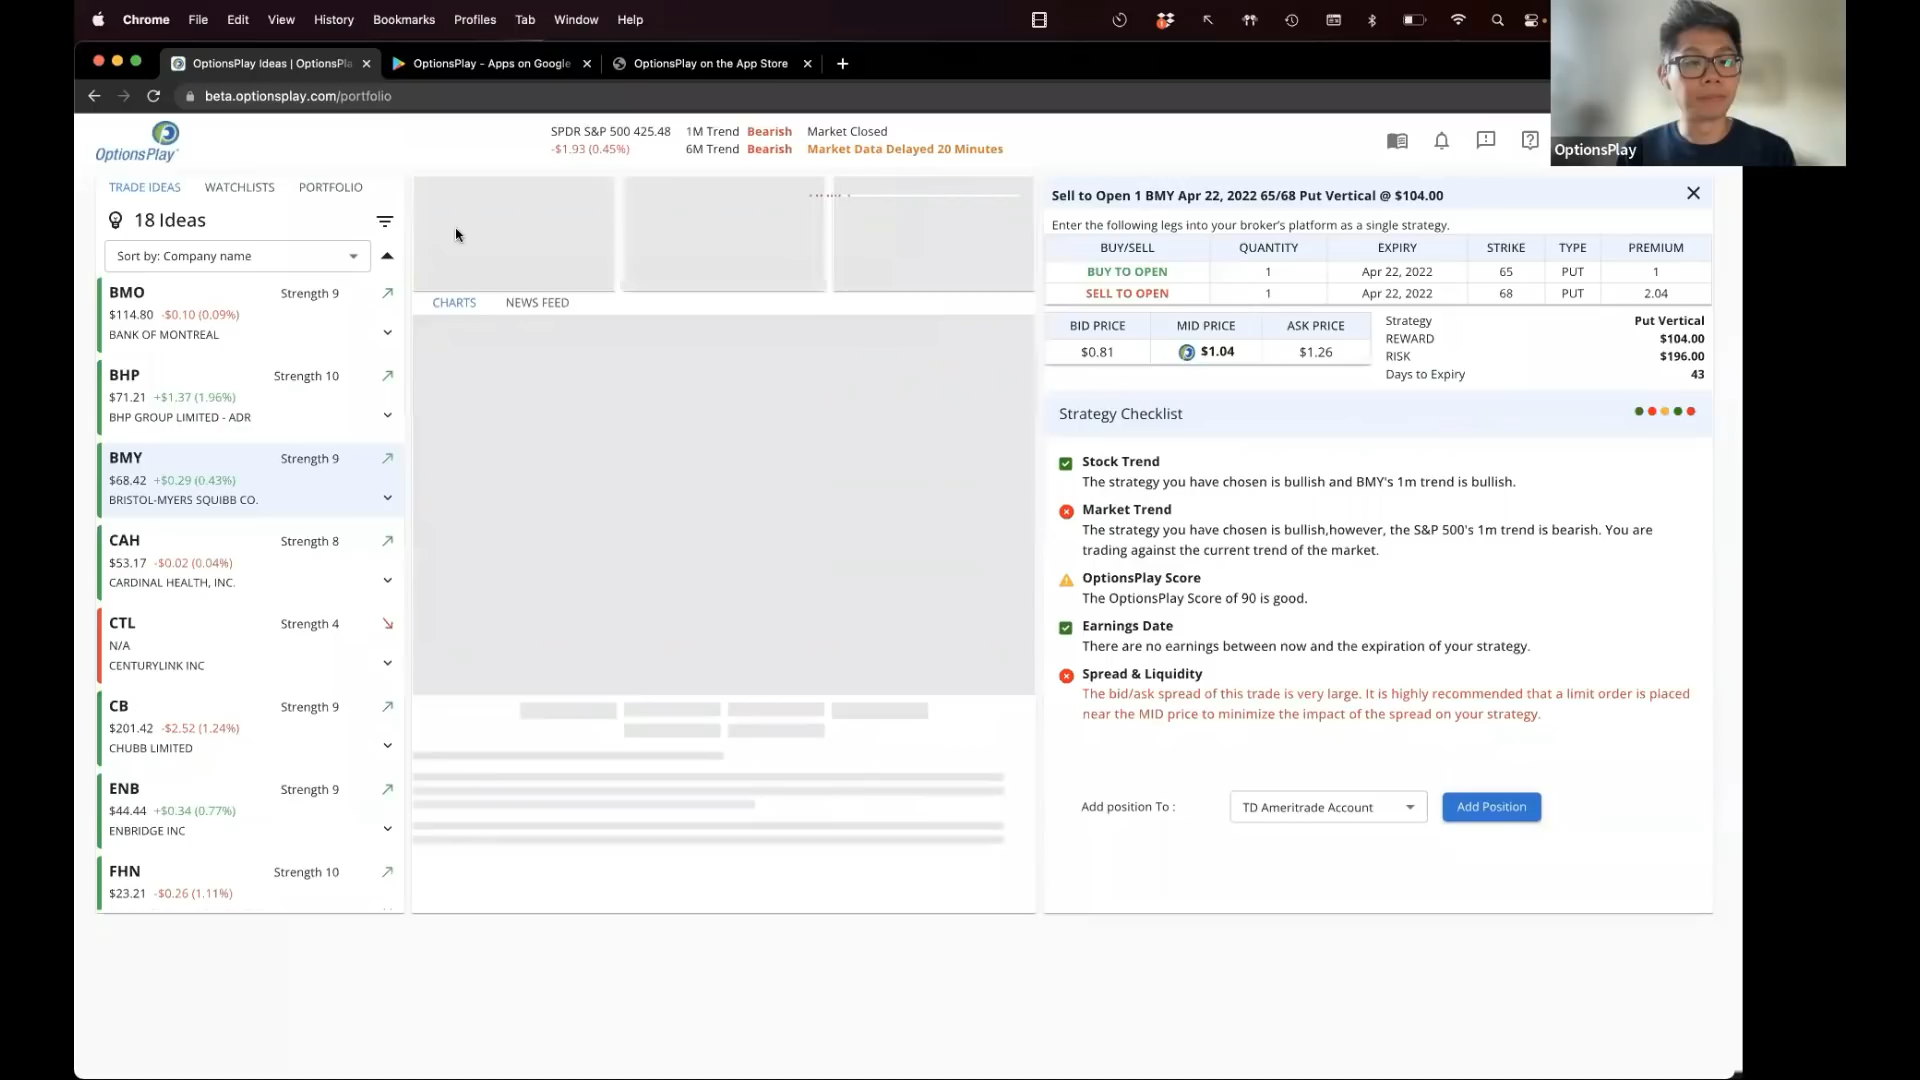 Chrome File Edit View History Bookmarks Profiles Tab Window Help
OptionsPlay Ideas | OptionsPla
OptionsPlay - Apps on Google
OptionsPlay on the App Store
beta.optionsplay.com/portfolio
OptionsPlay
SPDR S&P 500 425.48 1M Trend Bearish Market Closed
-$1.93 (0.45%) 6M Trend Bearish Market Data Delayed 20 Minutes
OptionsPlay
TRADE IDEAS WATCHLISTS PORTFOLIO
18 Ideas
Sort by: Company name
BMO Strength 9
$114.80 -$0.10 (0.09%)
BANK OF MONTREAL
BHP Strength 10
$71.21 +$1.37 (1.96%)
BHP GROUP LIMITED - ADR
BMY Strength 9
$68.42 +$0.29 (0.43%)
BRISTOL-MYERS SQUIBB CO.
CAH Strength 8
$53.17 -$0.02 (0.04%)
CARDINAL HEALTH, INC.
CTL Strength 4
N/A
CENTURYLINK INC
CB Strength 9
$201.42 -$2.52 (1.24%)
CHUBB LIMITED
ENB Strength 9
$44.44 +$0.34 (0.77%)
ENBRIDGE INC
FHN Strength 10
$23.21 -$0.26 (1.11%)
CHARTS NEWS FEED
Sell to Open 1 BMY Apr 22, 2022 65/68 Put Vertical @ $104.00
Enter the following legs into your broker's platform as a single strategy.
BUY/SELL QUANTITY EXPIRY STRIKE TYPE PREMIUM
BUY TO OPEN 1 Apr 22, 2022 65 PUT 1
SELL TO OPEN 1 Apr 22, 2022 68 PUT 2.04
BID PRICE MID PRICE ASK PRICE
$0.81 $1.04 $1.26
Strategy Put Vertical
REWARD $104.00
RISK $196.00
Days to Expiry 43
Strategy Checklist
Stock Trend
The strategy you have chosen is bullish and BMY's 1m trend is bullish.
Market Trend
The strategy you have chosen is bullish,however, the S&P 500's 1m trend is bearish. You are
trading against the current trend of the market.
OptionsPlay Score
The OptionsPlay Score of 90 is good.
Earnings Date
There are no earnings between now and the expiration of your strategy.
Spread & Liquidity
The bid/ask spread of this trade is very large. It is highly recommended that a limit order is placed
near the MID price to minimize the impact of the spread on your strategy.
Add position To : TD Ameritrade Account Add Position